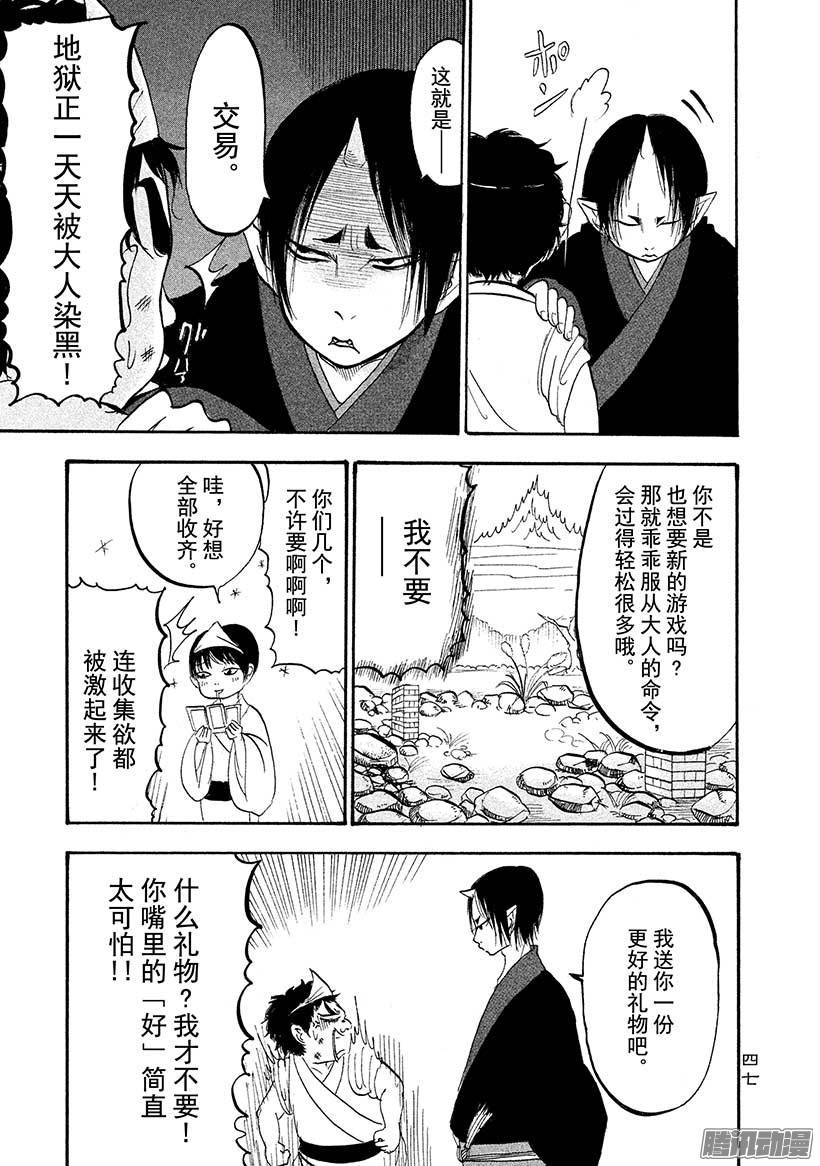 ポン
这就是——
交易。
グッ
地狱正一天天被大人染黑！
你不是
也想要新的游戏吗？
那就乖乖服从大人的命令，
会过得轻松很多哦。
我不要
——
你们几个，
不许要啊啊啊！
哇，好想
全部收齐。
连收集欲都
被激起来了！
我送你一份
更好的礼物吧。
什么礼物？我才不要！
你嘴里的「好」简直
太可怕!!
四七
腾讯动漫